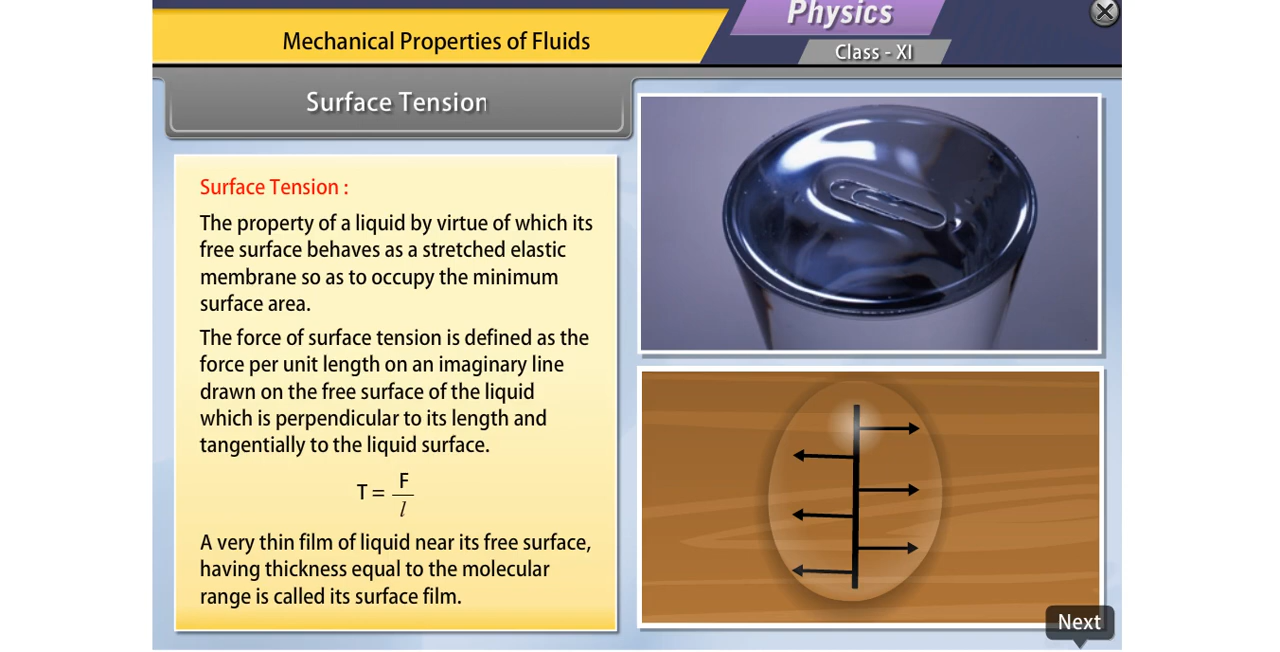 Physics
Mechanical Properties of Fluids
Class - XI
Surface Tension
Surface Tension :
The property of a liquid by virtue of which its
free surface behaves as a stretched elastic
membrane so as to occupy the minimum
surface area.
The force of surface tension is defined as the
force per unit length on an imaginary line
drawn on the free surface of the liquid
which is perpendicular to its length and
tangentially to the liquid surface.
T = F / l
A very thin film of liquid near its free surface,
having thickness equal to the molecular
range is called its surface film.
Next